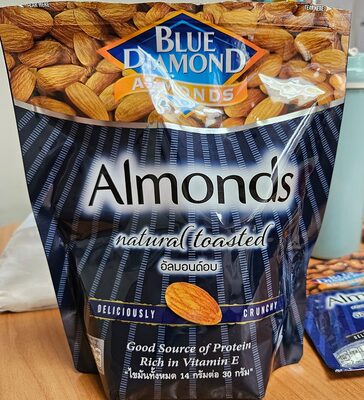 BLUE
DIAMOND
ALMONDS
Almonds
natural toasted
อัลมอนด์อบ
DELICIOUSLY CRUNCHY
Good Source of Protein
Rich in Vitamin E
"ไขมันทั้งหมด 14 กรัมต่อ 30 กรัม"
Almonds